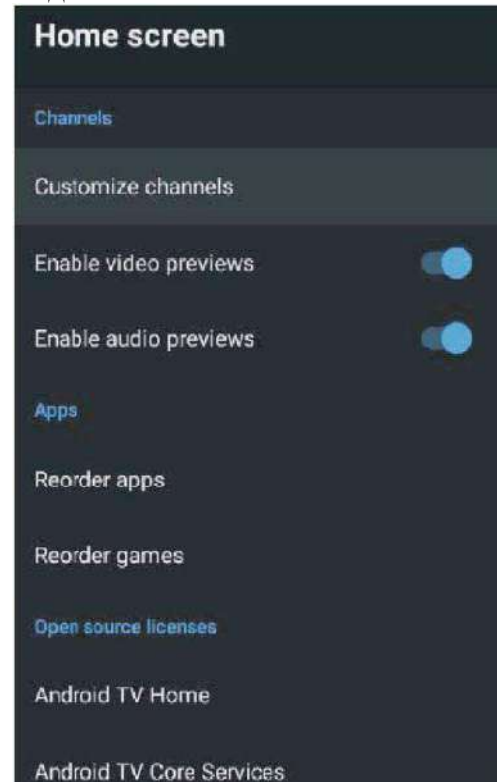 Home screen
Channels
Customize channels
Enable video previews
Enable audio previews
Apps
Reorder apps
Reorder games
Open source licenses
Android TV Home
Android TV Core Services